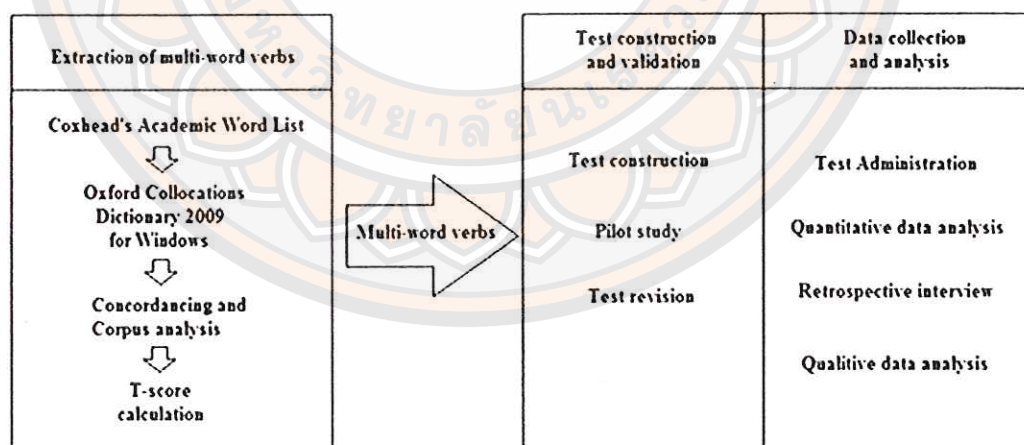 Extraction of multi-word verbs
Coxhead's Academic Word List
Oxford Collocations
Dictionary 2009
for Windows
Concordancing and
Corpus analysis
T-score
calculation
Multi-word verbs
Test construction
and validation
Test construction
Pilot study
Test revision
Data collection
and analysis
Test Administration
Quantitative data analysis
Retrospective interview
Qualitive data analysis